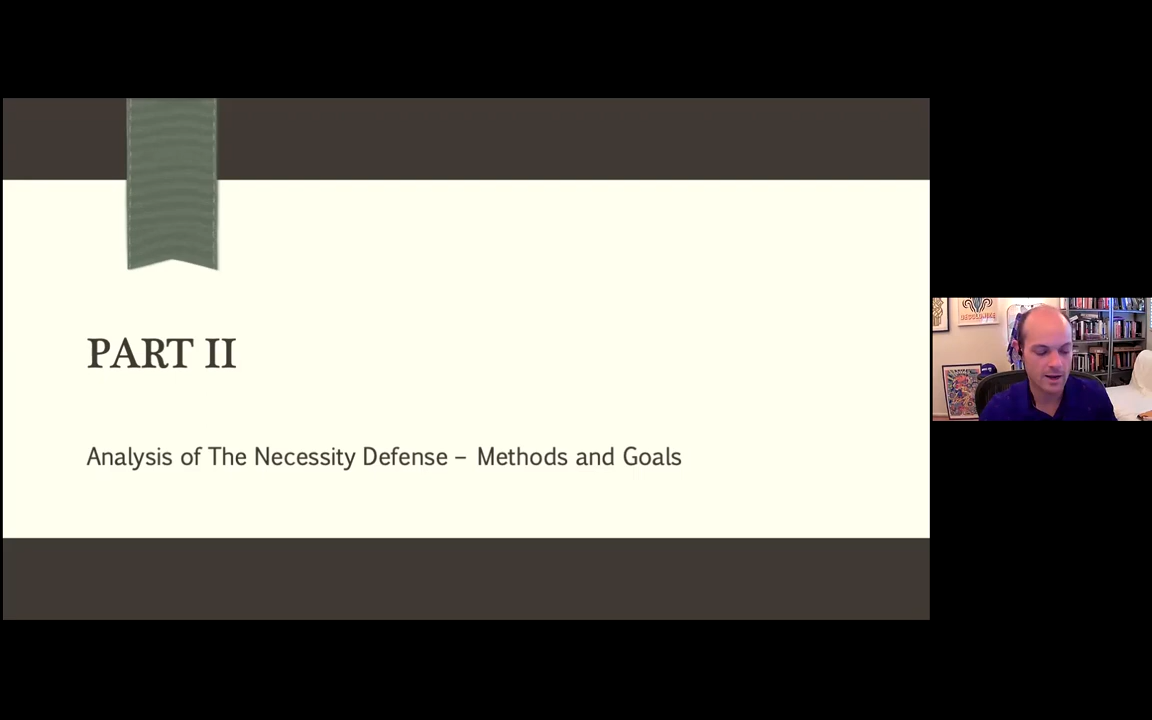 PART II
Analysis of The Necessity Defense – Methods and Goals